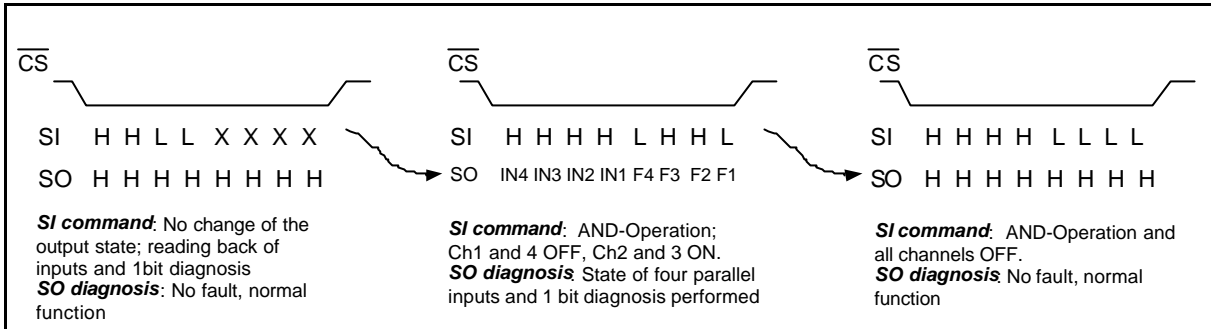 CS
SI H H L L X X X X
SO H H H H H H H H
SI command: No change of the
output state; reading back of
inputs and 1bit diagnosis
SO diagnosis: No fault, normal
function
CS
SI H H H H L H H L
SO IN4 IN3 IN2 IN1 F4 F3 F2 F1
SI command: AND-Operation;
Ch1 and 4 OFF, Ch2 and 3 ON.
SO diagnosis: State of four parallel
inputs and 1 bit diagnosis performed
CS
SI H H H H L L L L
SO H H H H H H H H
SI command: AND-Operation and
all channels OFF.
SO diagnosis: No fault, normal
function